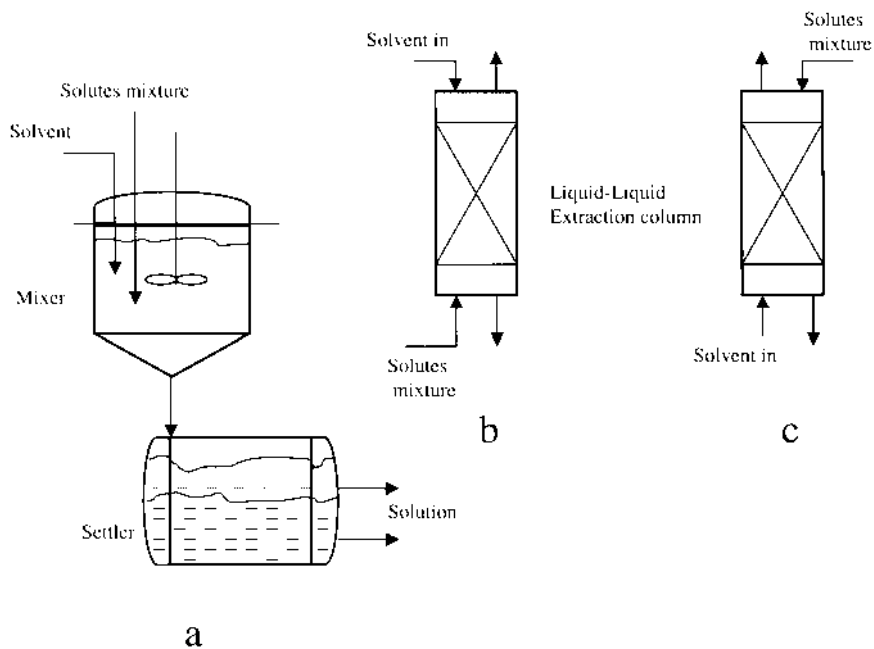 Solutes mixture
Solvent
Mixer
Settler
Solution
a
Solvent in
Solutes
mixture
b
Liquid-Liquid
Extraction column
Solutes
mixture
Solvent in
c